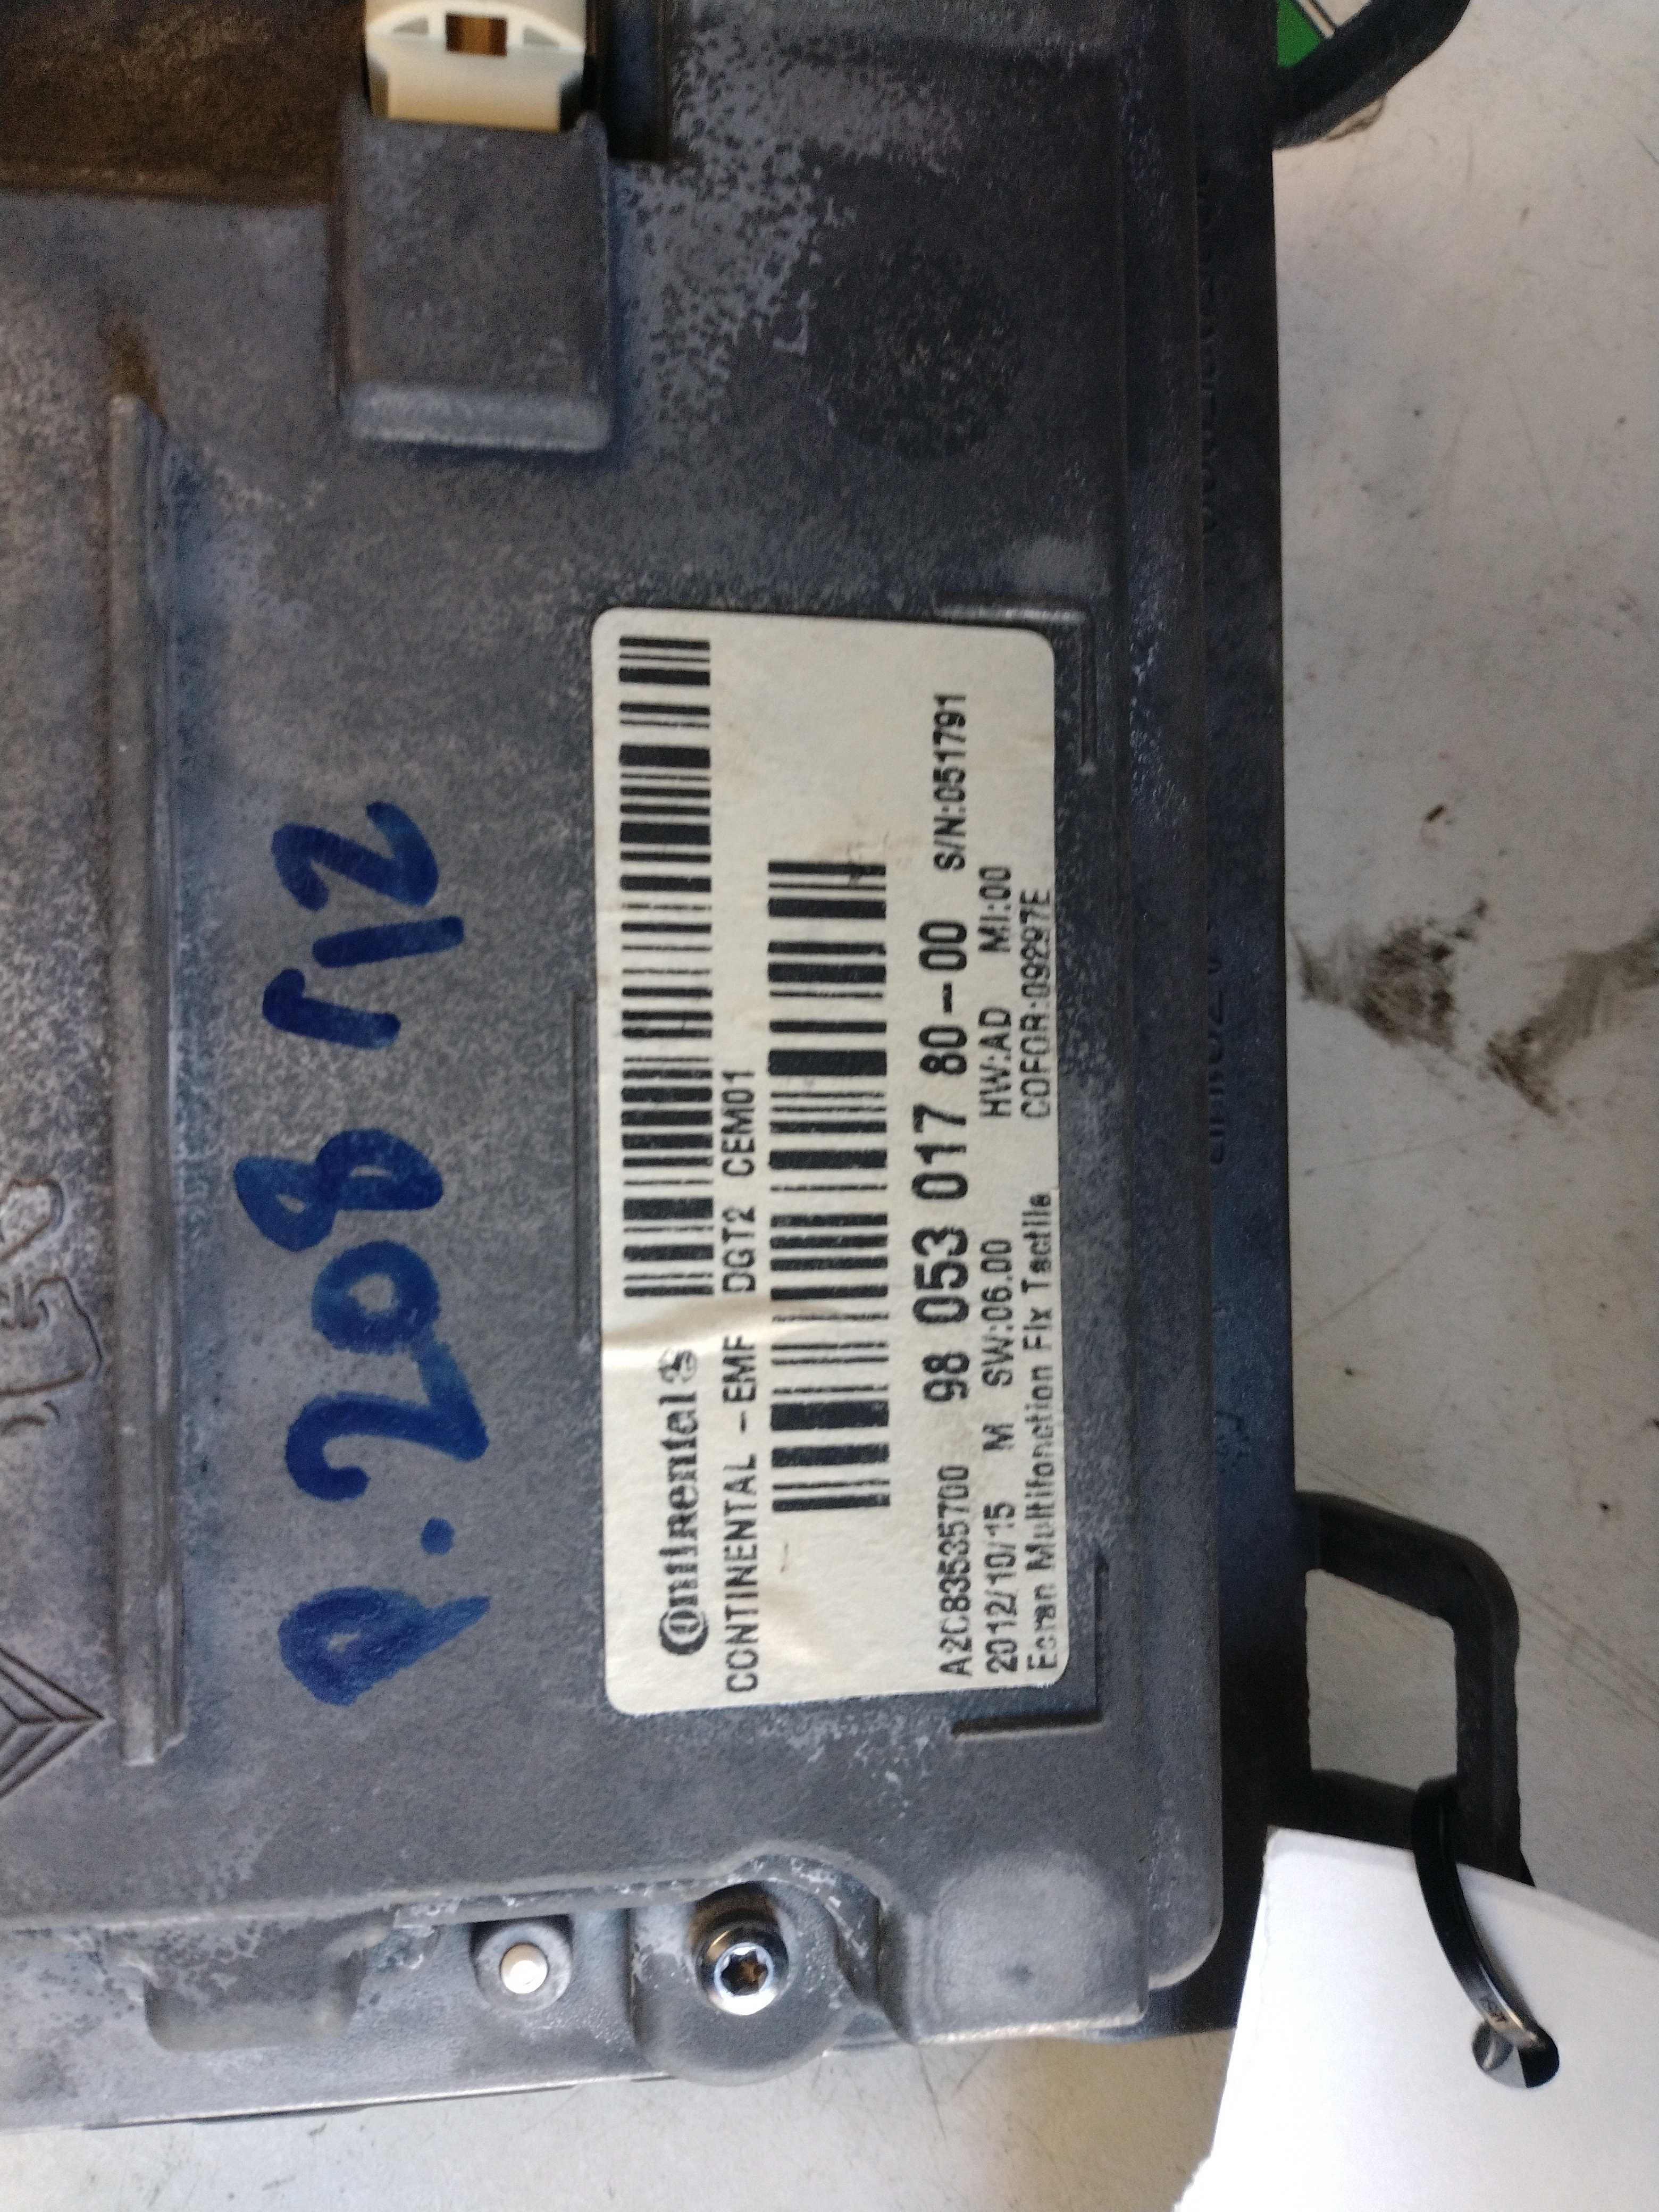 P.208 г12
Continental
CONTINENTAL -EMF DGT2 CEM01
A2C83535700 98 053 017 80-00 S/N:051791
2012/10/15 M SW:06.00 HW:AD MI:00
Ecran Multifonction Fix Tactile COFOR:09297E